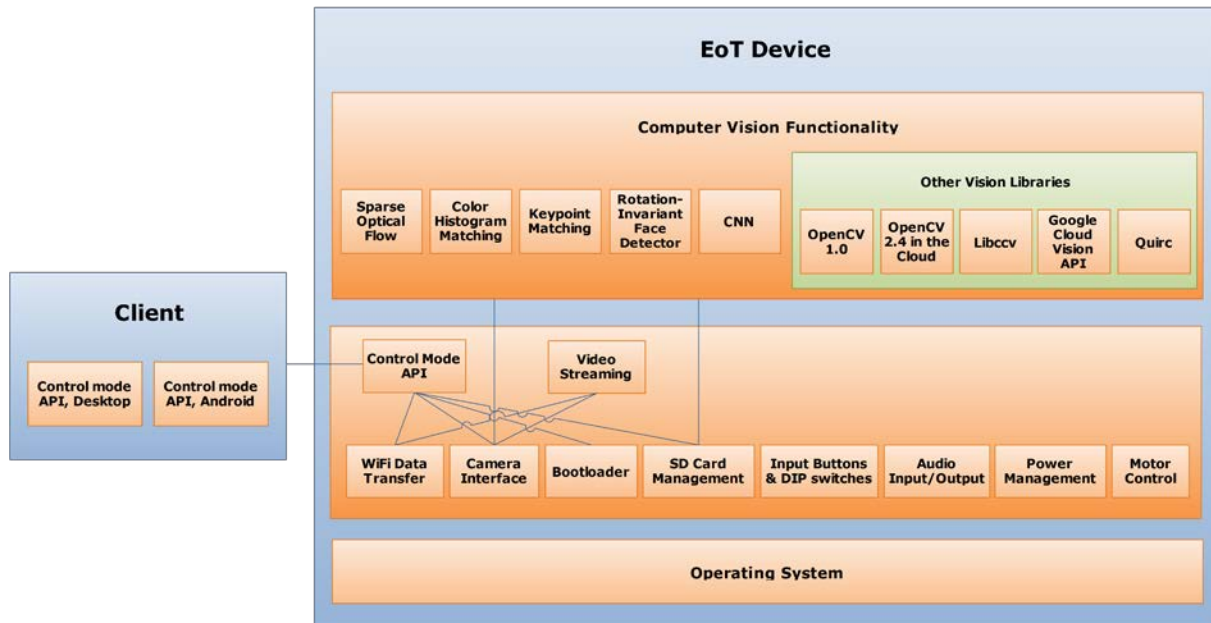 EoT Device
Computer Vision Functionality
Sparse
Optical
Flow
Color
Histogram
Matching
Keypoint
Matching
Rotation-
Invariant
Face
Detector
CNN
Other Vision Libraries
OpenCV
1.0
OpenCV
2.4 in the
Cloud
Libccv
Google
Cloud
Vision
API
Quirc
Client
Control mode
API, Desktop
Control mode
API, Android
Control Mode
API
Video
Streaming
WiFi Data
Transfer
Camera
Interface
Bootloader
SD Card
Management
Input Buttons
& DIP switches
Audio
Input/Output
Power
Management
Motor
Control
Operating System